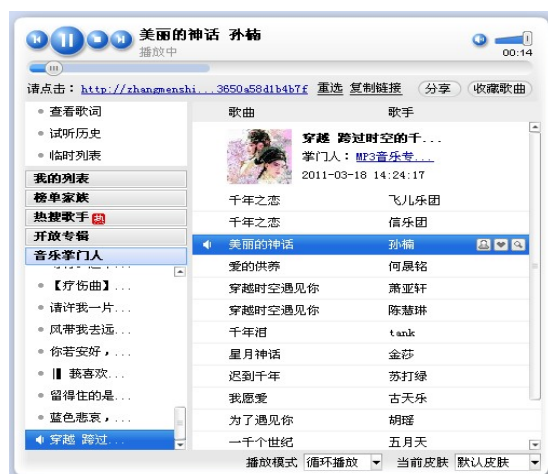 美丽的神话 孙楠
播放中
00:14
请点击: http://zhangmenshi...3650a58d1b4b7f 重选 复制链接 分享 收藏歌曲
查看歌词
试听历史
临时列表
我的列表
榜单家族
热搜歌手 热
开放专辑
音乐掌门人
【疗伤曲】...
请许我一片...
风带我去远...
你若安好，...
我喜欢...
留得住的是...
蓝色悲哀，...
穿越 跨过...
歌曲 歌手
穿越 跨过时空的千...
掌门人: MP3音乐专...
2011-03-18 14:24:17
千年之恋 飞儿乐团
千年之恋 信乐团
美丽的神话 孙楠
爱的供养 何晟铭
穿越时空遇见你 萧亚轩
穿越时空遇见你 陈慧琳
千年泪 tank
星月神话 金莎
迟到千年 苏打绿
我愿爱 古天乐
为了遇见你 胡瑶
一千个世纪 五月天
播放模式 循环播放 当前皮肤 默认皮肤